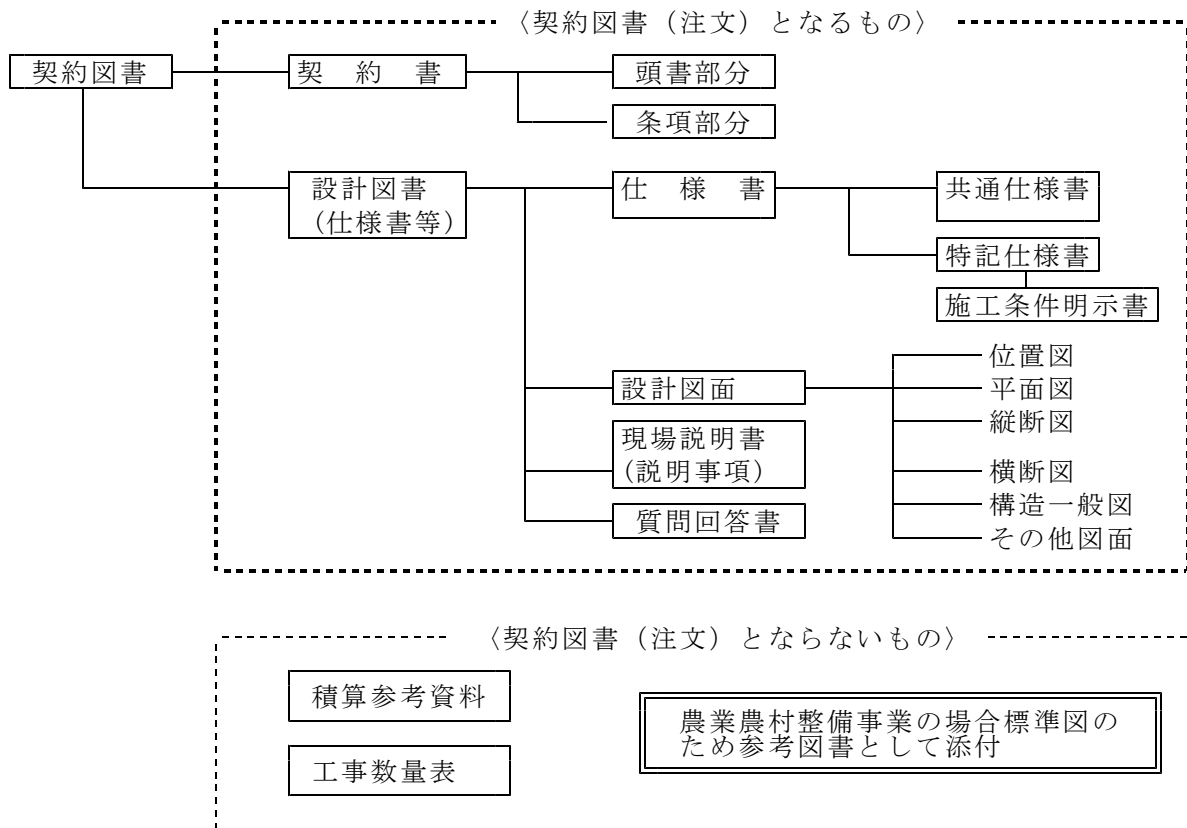 〈契約図書（注文）となるもの〉
契約図書
契約書
頭書部分
条項部分
設計図書
(仕様書等)
仕様書
共通仕様書
特記仕様書
施工条件明示書
設計図面
位置図
平面図
縦断図
横断図
構造一般図
その他図面
現場説明書
(説明事項)
質問回答書
〈契約図書（注文）とならないもの〉
積算参考資料
工事数量表
農業農村整備事業の場合標準図の
ため参考図書として添付